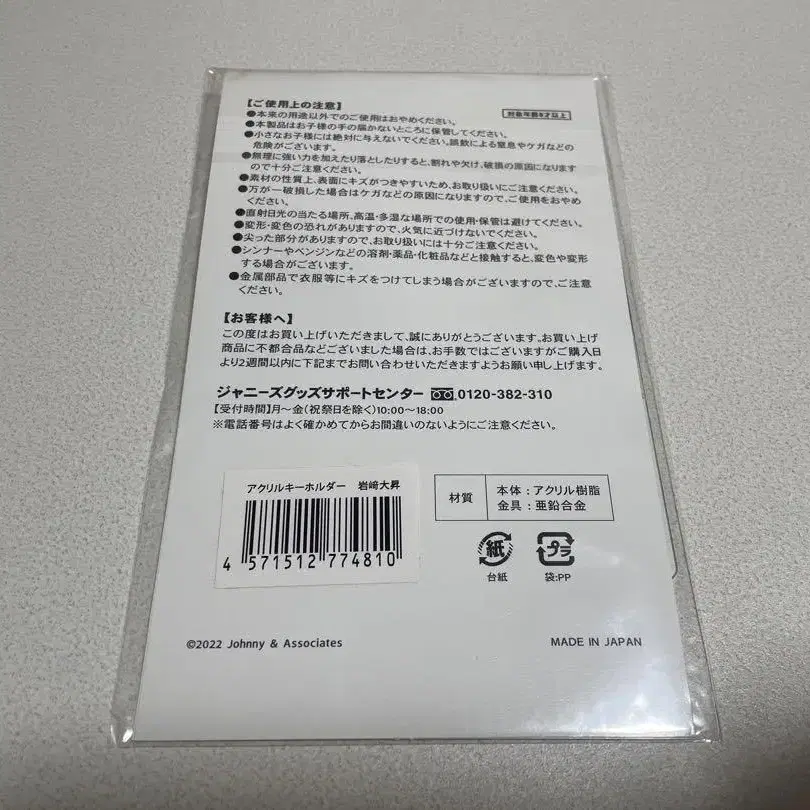 【ご使用上の注意】
対象年齢6才以上
●本来の用途以外でのご使用はおやめください。
●本製品はお子様の手の届かないところに保管してください。
●小さなお子様には絶対に与えないでください。誤飲による窒息やケガなどの
危険がございます。
●無理に強い力を加えたり落としたりすると、割れや欠け、破損の原因になります
ので十分ご注意ください。
●素材の性質上、表面にキズがつきやすいため、お取り扱いにご注意ください。
●万が一破損した場合はケガなどの原因になりますので、ご使用をおやめ
ください。
●直射日光の当たる場所、高温・多湿な場所での使用・保管は避けてください。
●変形・変色の恐れがありますので、火気に近づけないでください。
●尖った部分がありますので、お取り扱いには十分ご注意ください。
●シンナーやベンジンなどの溶剤・薬品・化粧品などと接触すると、変色や変形
する場合がございます。
●金属部品で衣服等にキズをつけてしまう場合がございますので、ご注意
ください。
【お客様へ】
この度はお買い上げいただきまして、誠にありがとうございます。お買い上げ
商品に不都合品などございました場合は、お手数ではございますがご購入日
より2週間以内に下記までお問い合わせいただきますようお願い申し上げます。
ジャニーズグッズサポートセンター 0120-382-310
【受付時間】月〜金(祝祭日を除く)10:00〜18:00
※電話番号はよく確かめてからお間違いのないようにご注意ください。
アクリルキーホルダー 岩﨑大昇
4 571512 774810
材質
本体:アクリル樹脂
金具:亜鉛合金
紙
台紙
プラ
袋:PP
©2022 Johnny & Associates
MADE IN JAPAN